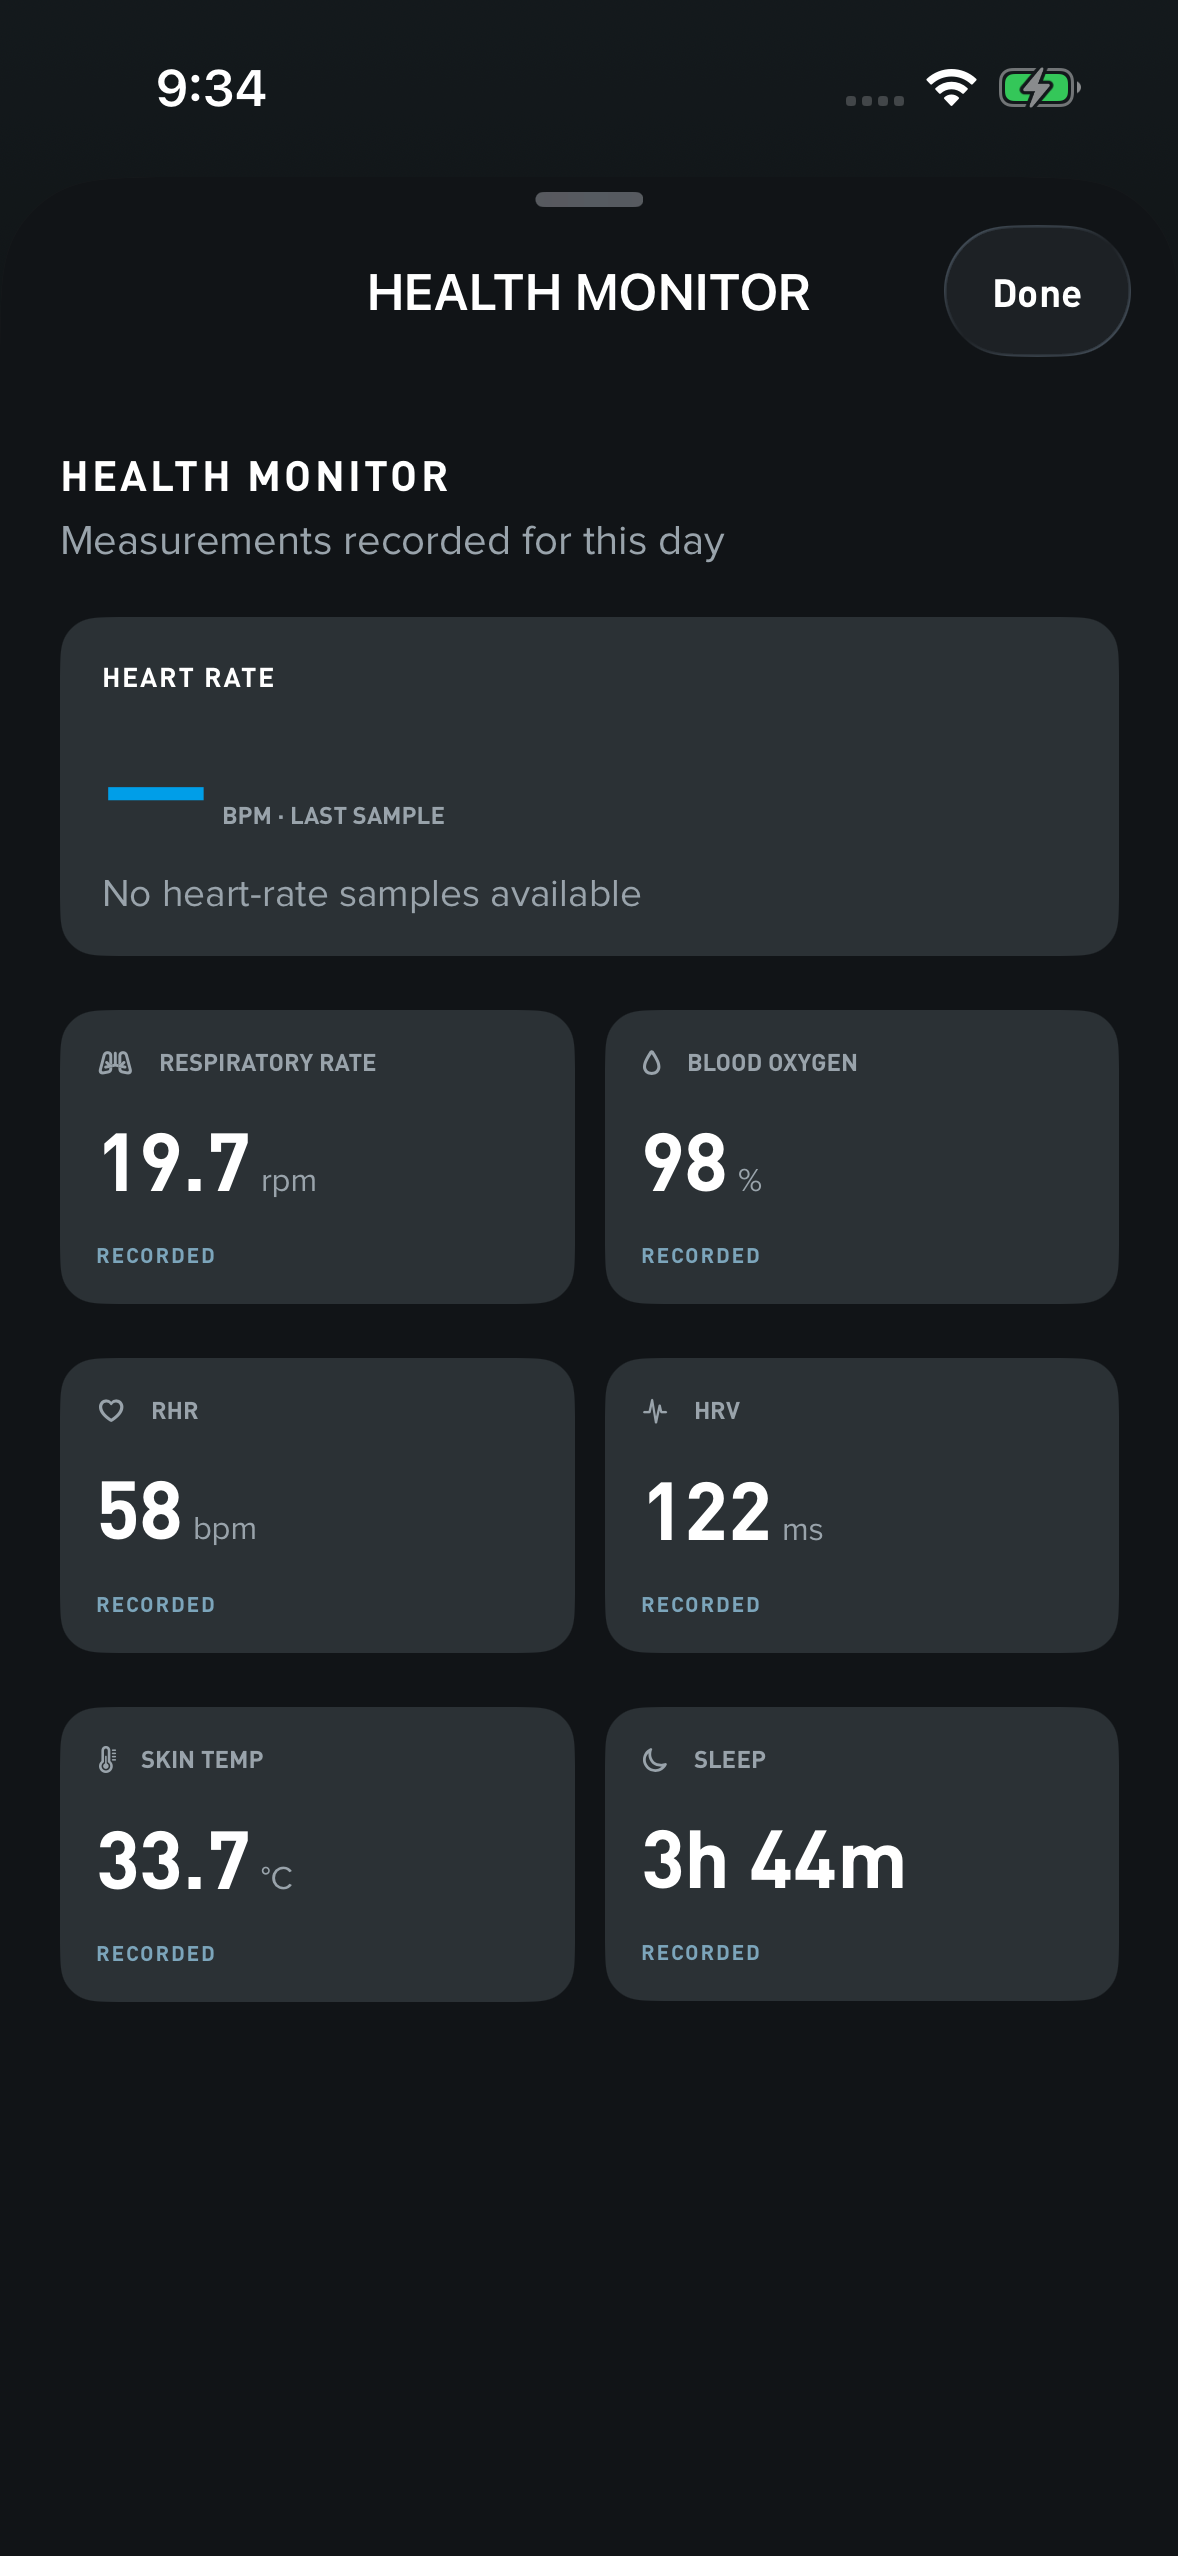 9:34
HEALTH MONITOR
Done
HEALTH MONITOR
Measurements recorded for this day
HEART RATE
BPM · LAST SAMPLE
No heart-rate samples available
RESPIRATORY RATE
19.7 rpm
RECORDED
BLOOD OXYGEN
98 %
RECORDED
RHR
58 bpm
RECORDED
HRV
122 ms
RECORDED
SKIN TEMP
33.7 °C
RECORDED
SLEEP
3h 44m
RECORDED